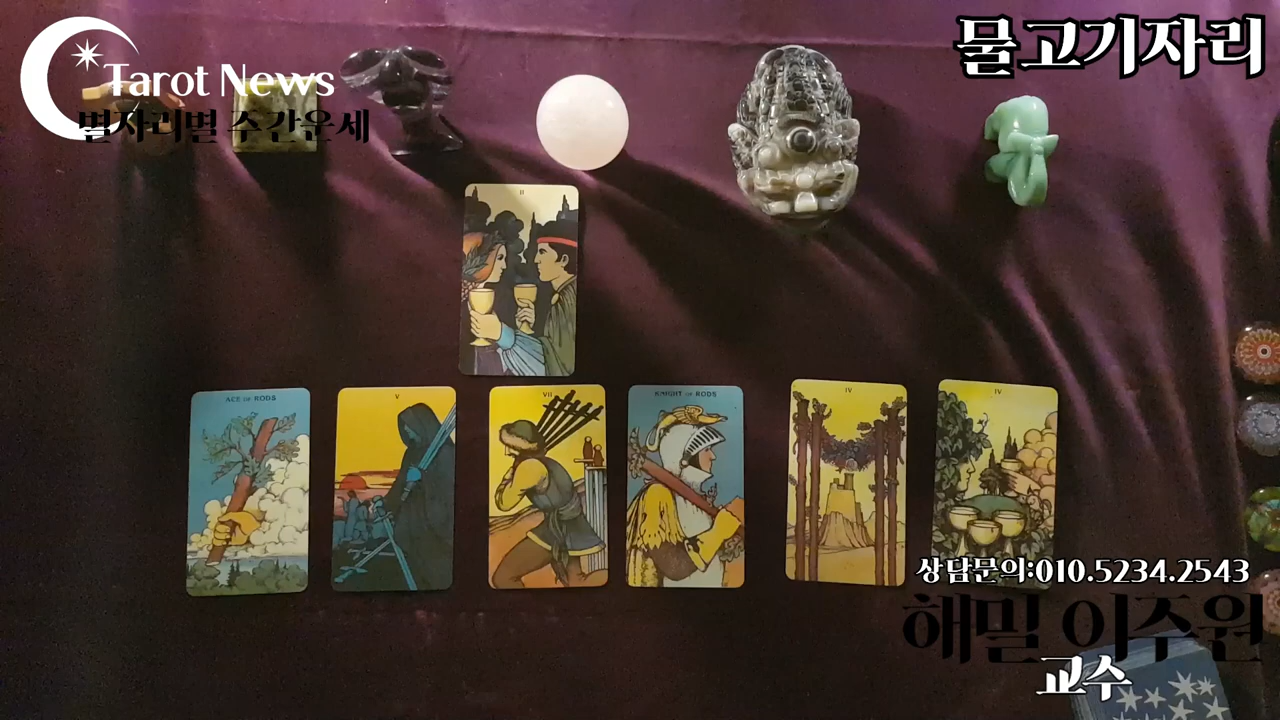 Tarot News
별자리별 주간운세
물고기자리
II
ACE OF RODS
V
VII
KNIGHT OF RODS
IV
IV
상담문의:010.5234.2543
해밀 이주원
교수